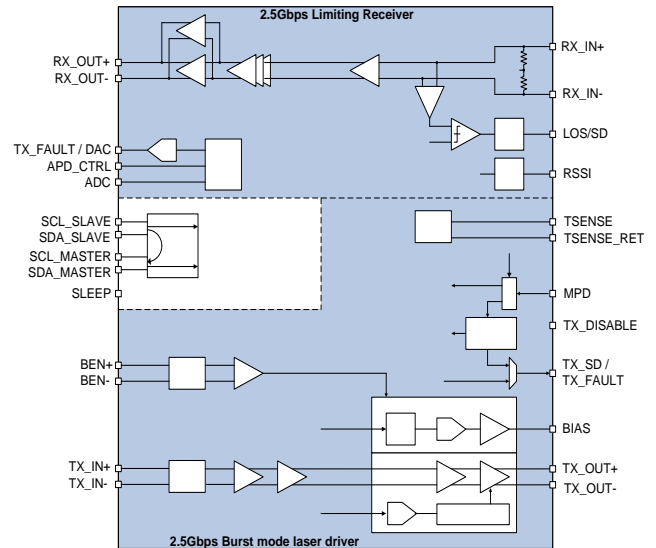 2.5Gbps Limiting Receiver
RX_OUT+
RX_OUT-
RX_IN+
RX_IN-
TX_FAULT / DAC
APD_CTRL
ADC
LOS/SD
RSSI
SCL_SLAVE
SDA_SLAVE
SCL_MASTER
SDA_MASTER
SLEEP
TSENSE
TSENSE_RET
MPD
TX_DISABLE
TX_SD /
TX_FAULT
BEN+
BEN-
BIAS
TX_IN+
TX_IN-
TX_OUT+
TX_OUT-
2.5Gbps Burst mode laser driver